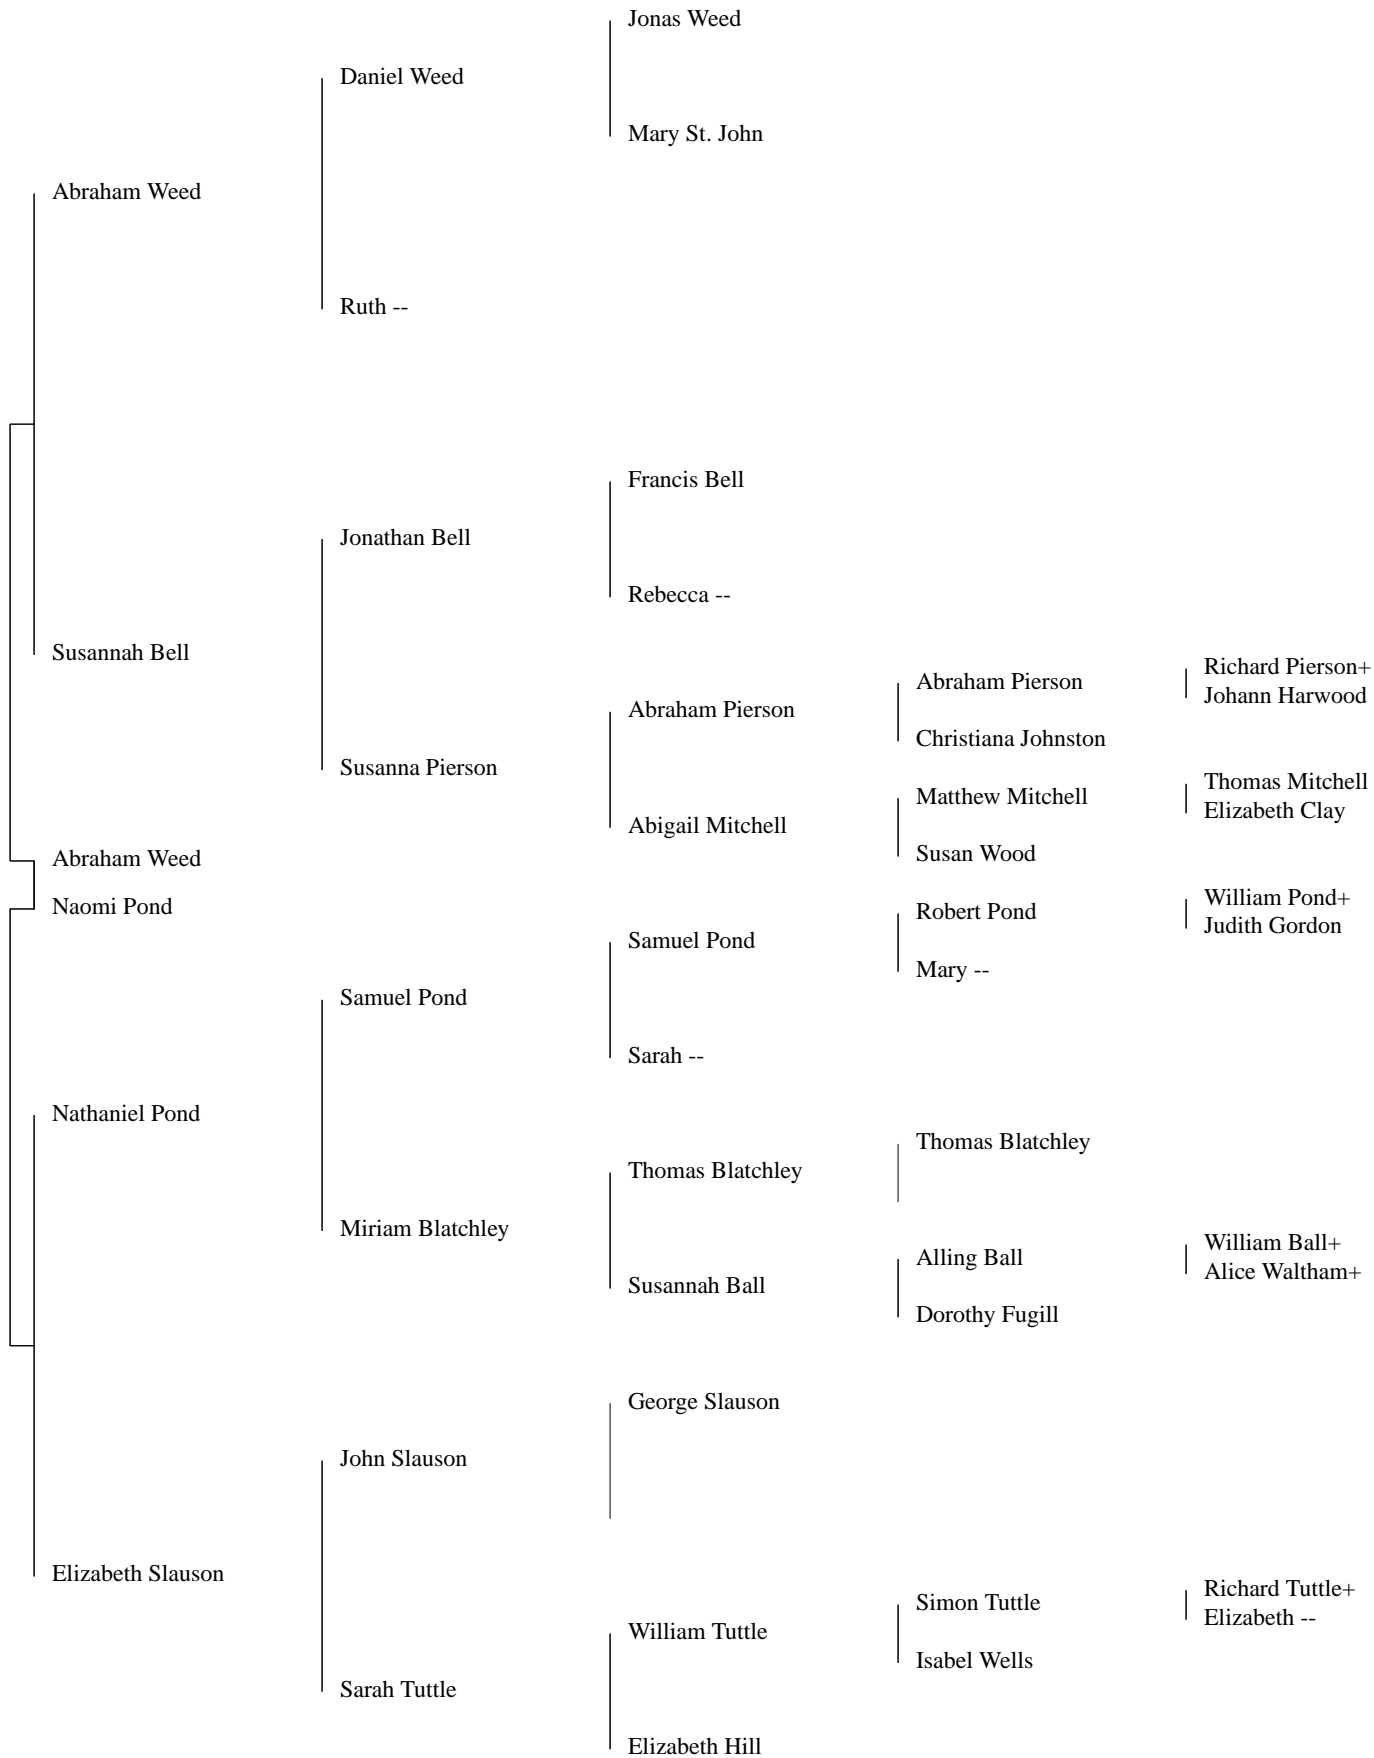 Jonas Weed
Daniel Weed
Mary St. John
Abraham Weed
Ruth --
Francis Bell
Jonathan Bell
Rebecca --
Susannah Bell
Richard Pierson+
Abraham Pierson
Johann Harwood
Abraham Pierson
Christiana Johnston
Susanna Pierson
Thomas Mitchell
Matthew Mitchell
Elizabeth Clay
Abigail Mitchell
Susan Wood
Abraham Weed
William Pond+
Naomi Pond
Robert Pond
Judith Gordon
Samuel Pond
Mary --
Samuel Pond
Sarah --
Nathaniel Pond
Thomas Blatchley
Thomas Blatchley
Miriam Blatchley
William Ball+
Alling Ball
Alice Waltham+
Susannah Ball
Dorothy Fugill
George Slauson
John Slauson
Elizabeth Slauson
Richard Tuttle+
Simon Tuttle
Elizabeth --
William Tuttle
Isabel Wells
Sarah Tuttle
Elizabeth Hill